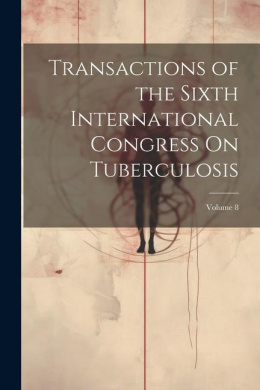 Transactions of
the Sixth
International
Congress On
Tuberculosis
Volume 8